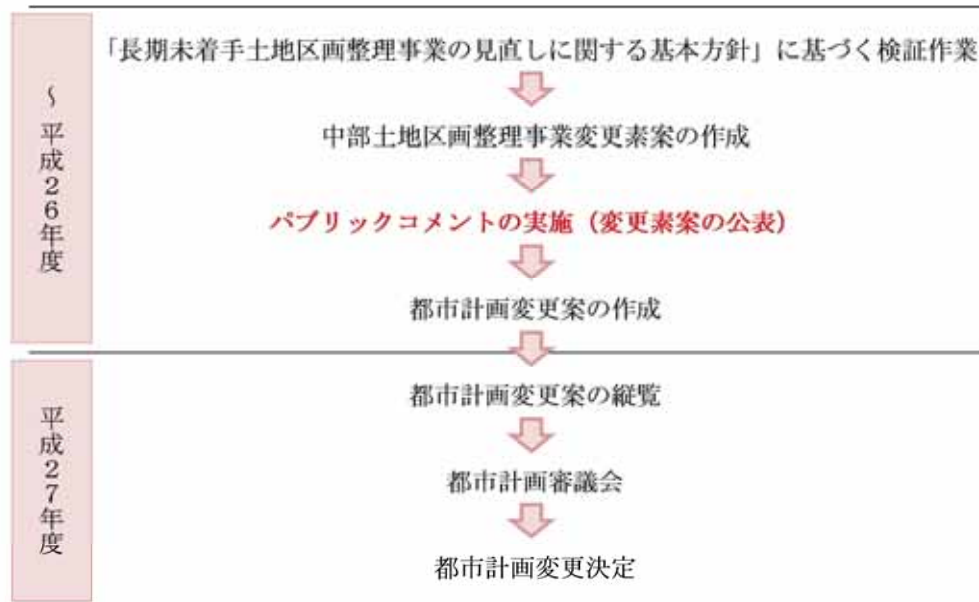 ～平成２６年度
「長期未着手土地区画整理事業の見直しに関する基本方針」に基づく検証作業
中部土地区画整理事業変更素案の作成
パブリックコメントの実施（変更素案の公表）
都市計画変更案の作成
平成２７年度
都市計画変更案の縦覧
都市計画審議会
都市計画変更決定